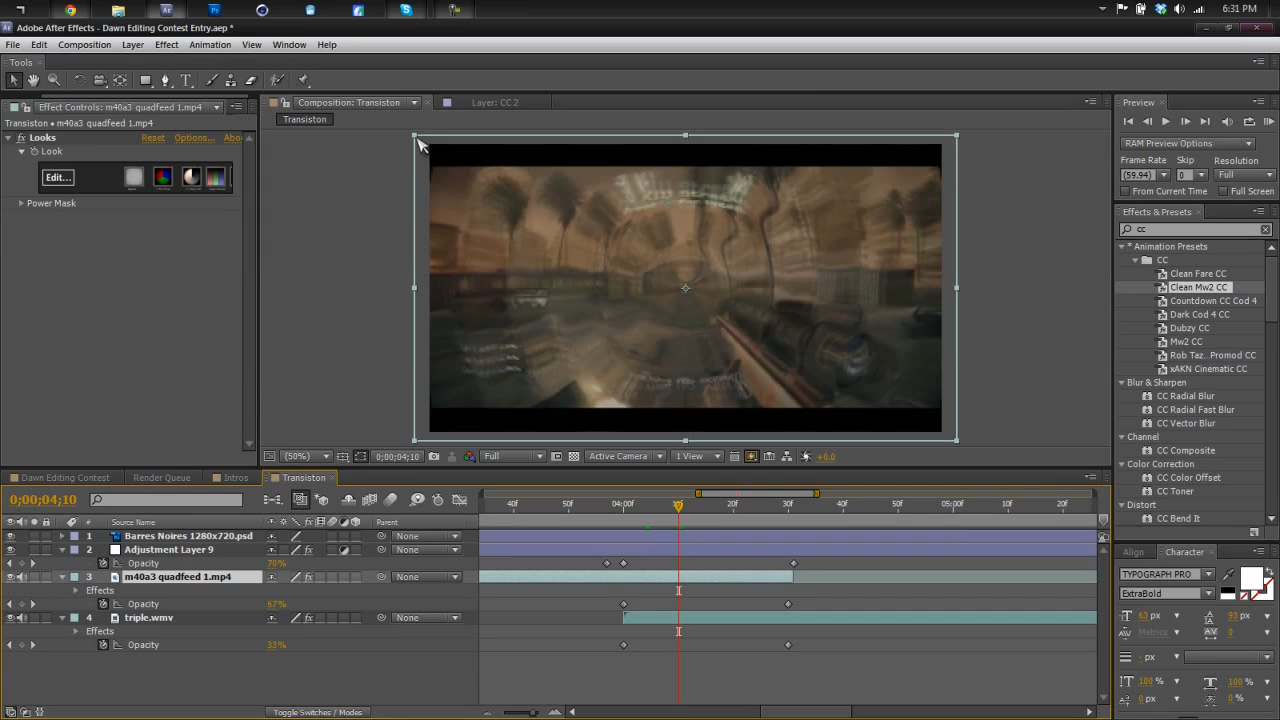 6:31 PM
Adobe After Effects - Dawn Editing Contest Entry.aep *
File Edit Composition Layer Effect Animation View Window Help
Tools
Effect Controls: m40a3 quadfeed 1.mp4
Transiston • m40a3 quadfeed 1.mp4
Looks Reset Options... Abo
Look
Edit...
Power Mask
Composition: Transiston
Layer: CC 2
Transiston
(50%) 0;00;04;10 Full Active Camera 1 View +0.0
Preview
RAM Preview Options
Frame Rate Skip Resolution
(59.94) 0 Full
From Current Time Full Screen
Effects & Presets
cc
* Animation Presets
CC
Clean Fare CC
Clean Mw2 CC
Countdown CC Cod 4
Dark Cod 4 CC
Dubzy CC
Mw2 CC
Rob Taz...Promod CC
xAKN Cinematic CC
Blur & Sharpen
CC Radial Blur
CC Radial Fast Blur
CC Vector Blur
Channel
CC Composite
Color Correction
CC Color Offset
CC Toner
Distort
CC Bend It
Align Character
TYPOGRAPH PRO
ExtraBold
63 px 93 px
Metrics 0
- px
100 % 100 %
0 px 0 %
Dawn Editing Contest Render Queue Intros Transiston
0;00;04;10
40f 50f 04:00f 10f 20f 30f 40f 50f 05:00f 10f 20f
# Source Name Parent
1 Barres Noires 1280x720.psd None
2 Adjustment Layer 9 None
Opacity 70%
3 m40a3 quadfeed 1.mp4 None
Effects
Opacity 67%
4 triple.wmv None
Effects
Opacity 33%
Toggle Switches / Modes